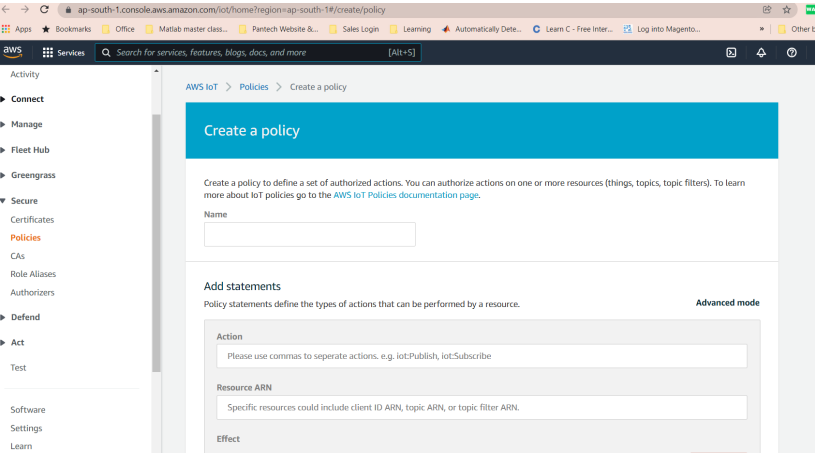 ap-south-1.console.aws.amazon.com/iot/home?region=ap-south-1#/create/policy
Apps Bookmarks Office Matlab master class... Pantech Website &... Sales Login Learning Automatically Dete... Learn C - Free Inter... Log into Magento... » Other b
aws Services Search for services, features, blogs, docs, and more [Alt+S]
Activity
Connect
Manage
Fleet Hub
Greengrass
Secure
Certificates
Policies
CAs
Role Aliases
Authorizers
Defend
Act
Test
Software
Settings
Learn
AWS IoT > Policies > Create a policy
Create a policy
Create a policy to define a set of authorized actions. You can authorize actions on one or more resources (things, topics, topic filters). To learn
more about IoT policies go to the AWS IoT Policies documentation page.
Name
Add statements
Policy statements define the types of actions that can be performed by a resource. Advanced mode
Action
Please use commas to seperate actions. e.g. iot:Publish, iot:Subscribe
Resource ARN
Specific resources could include client ID ARN, topic ARN, or topic filter ARN.
Effect